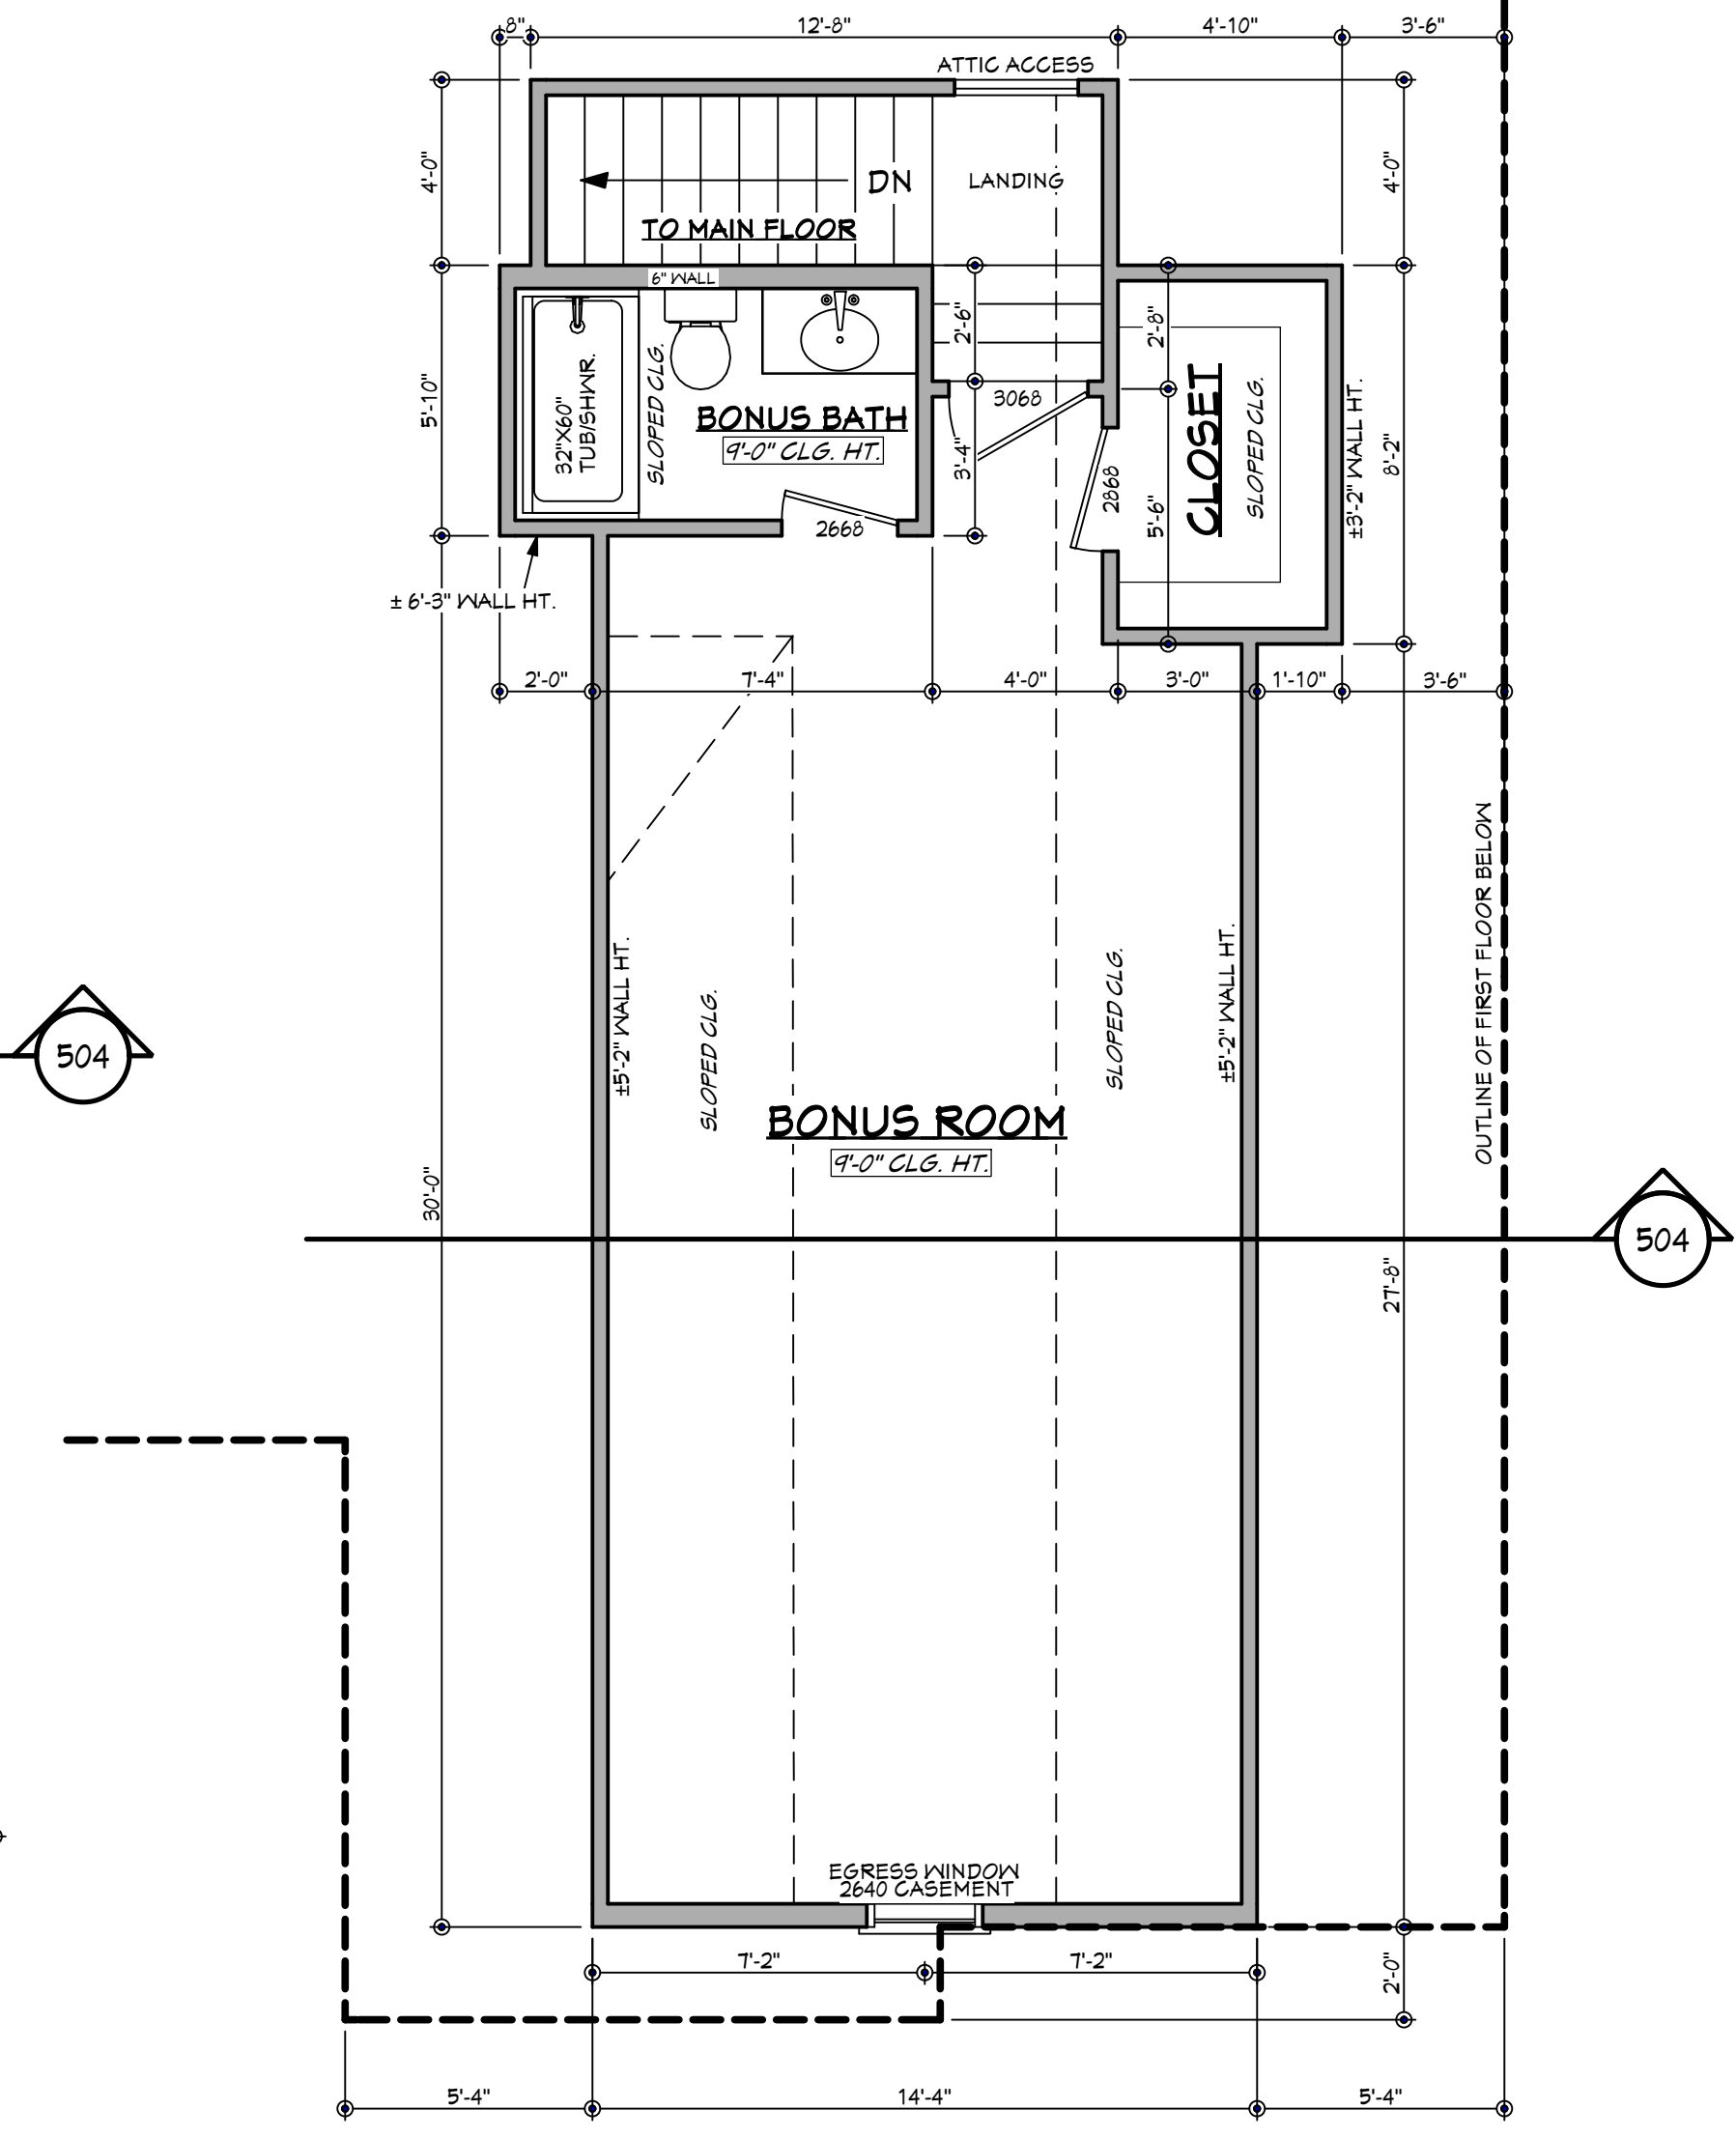 8"
12'-8"
4'-10"
3'-6"
ATTIC ACCESS
4'-0"
DN
LANDING
4'-0"
TO MAIN FLOOR
6" WALL
2'-6"
2'-8"
5'-10"
32"X60"
TUB/SHWR.
SLOPED CLG.
BONUS BATH
9'-0" CLG. HT.
3068
3'-4"
2868
5'-6"
CLOSET
SLOPED CLG.
±3'-2" WALL HT.
8'-2"
2668
± 6'-3" WALL HT.
2'-0"
7'-4"
4'-0"
3'-0"
1'-10"
3'-6"
OUTLINE OF FIRST FLOOR BELOW
±5'-2" WALL HT.
SLOPED CLG.
SLOPED CLG.
±5'-2" WALL HT.
504
BONUS ROOM
9'-0" CLG. HT.
30'-0"
504
27'-8"
EGRESS WINDOW
2640 CASEMENT
7'-2"
7'-2"
2'-0"
5'-4"
14'-4"
5'-4"